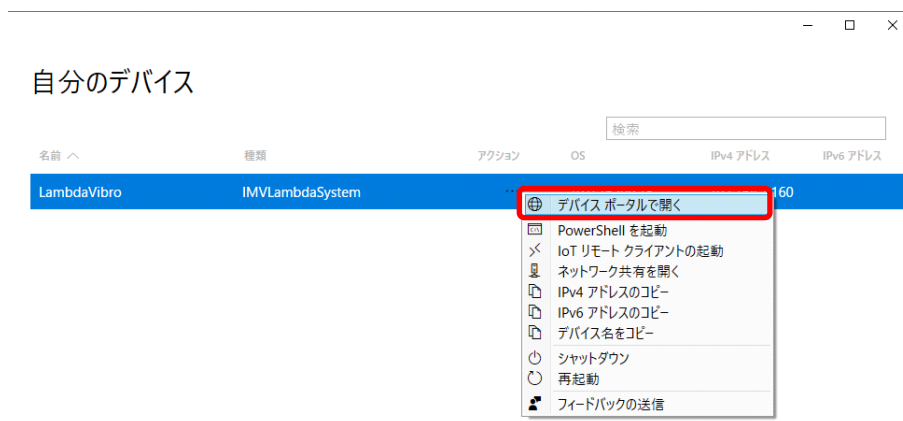 自分のデバイス
検索
名前 種類 アクション OS IPv4 アドレス IPv6 アドレス
LambdaVibro IMVLambdaSystem ... 160
デバイス ポータルで開く
PowerShell を起動
IoT リモート クライアントの起動
ネットワーク共有を開く
IPv4 アドレスのコピー
IPv6 アドレスのコピー
デバイス名をコピー
シャットダウン
再起動
フィードバックの送信